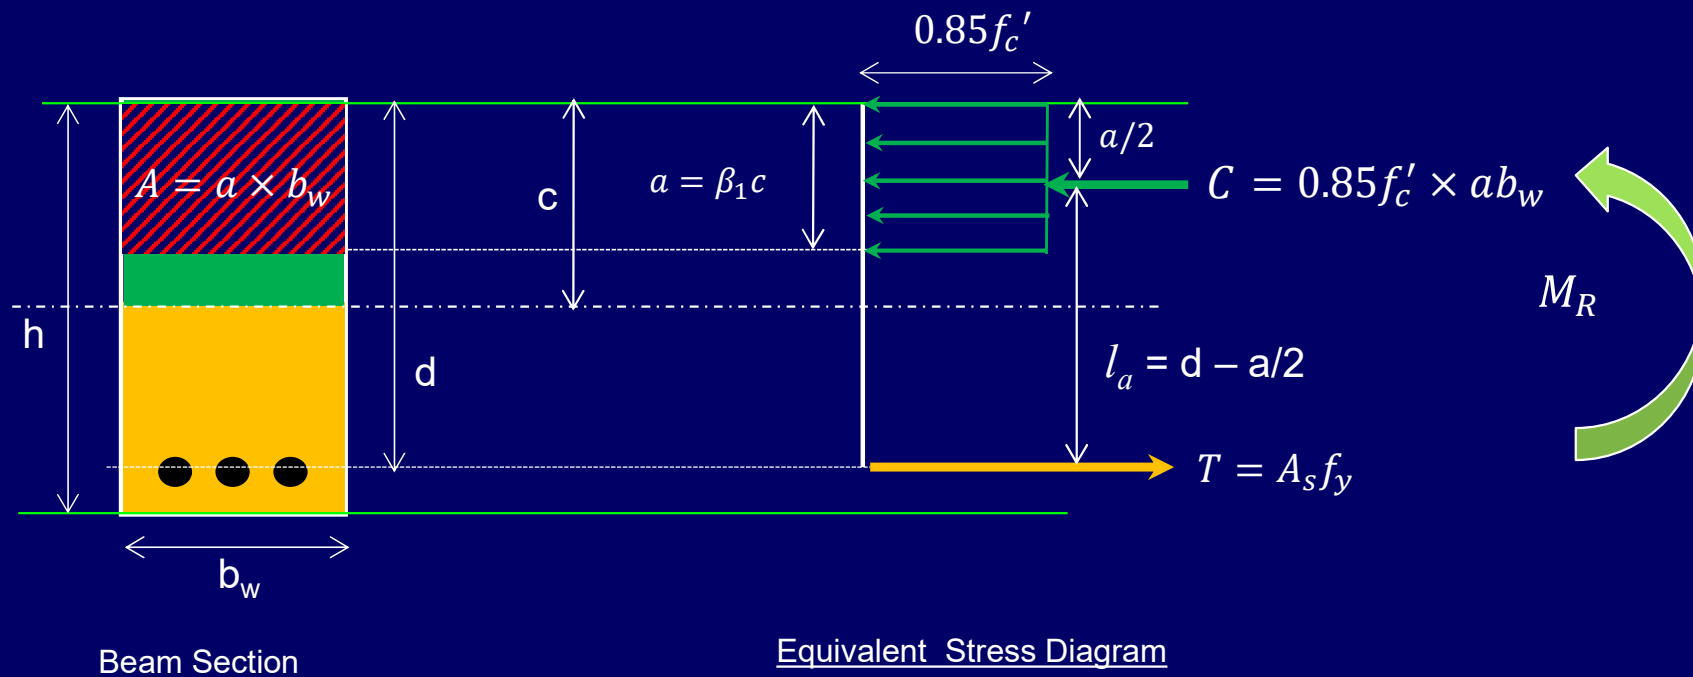 0.85f_c′
a/2
A = a × b_w
a = β₁c
c
C = 0.85f_c′ × ab_w
h
d
M_R
l_a = d – a/2
T = A_s f_y
b_w
Beam Section
Equivalent Stress Diagram